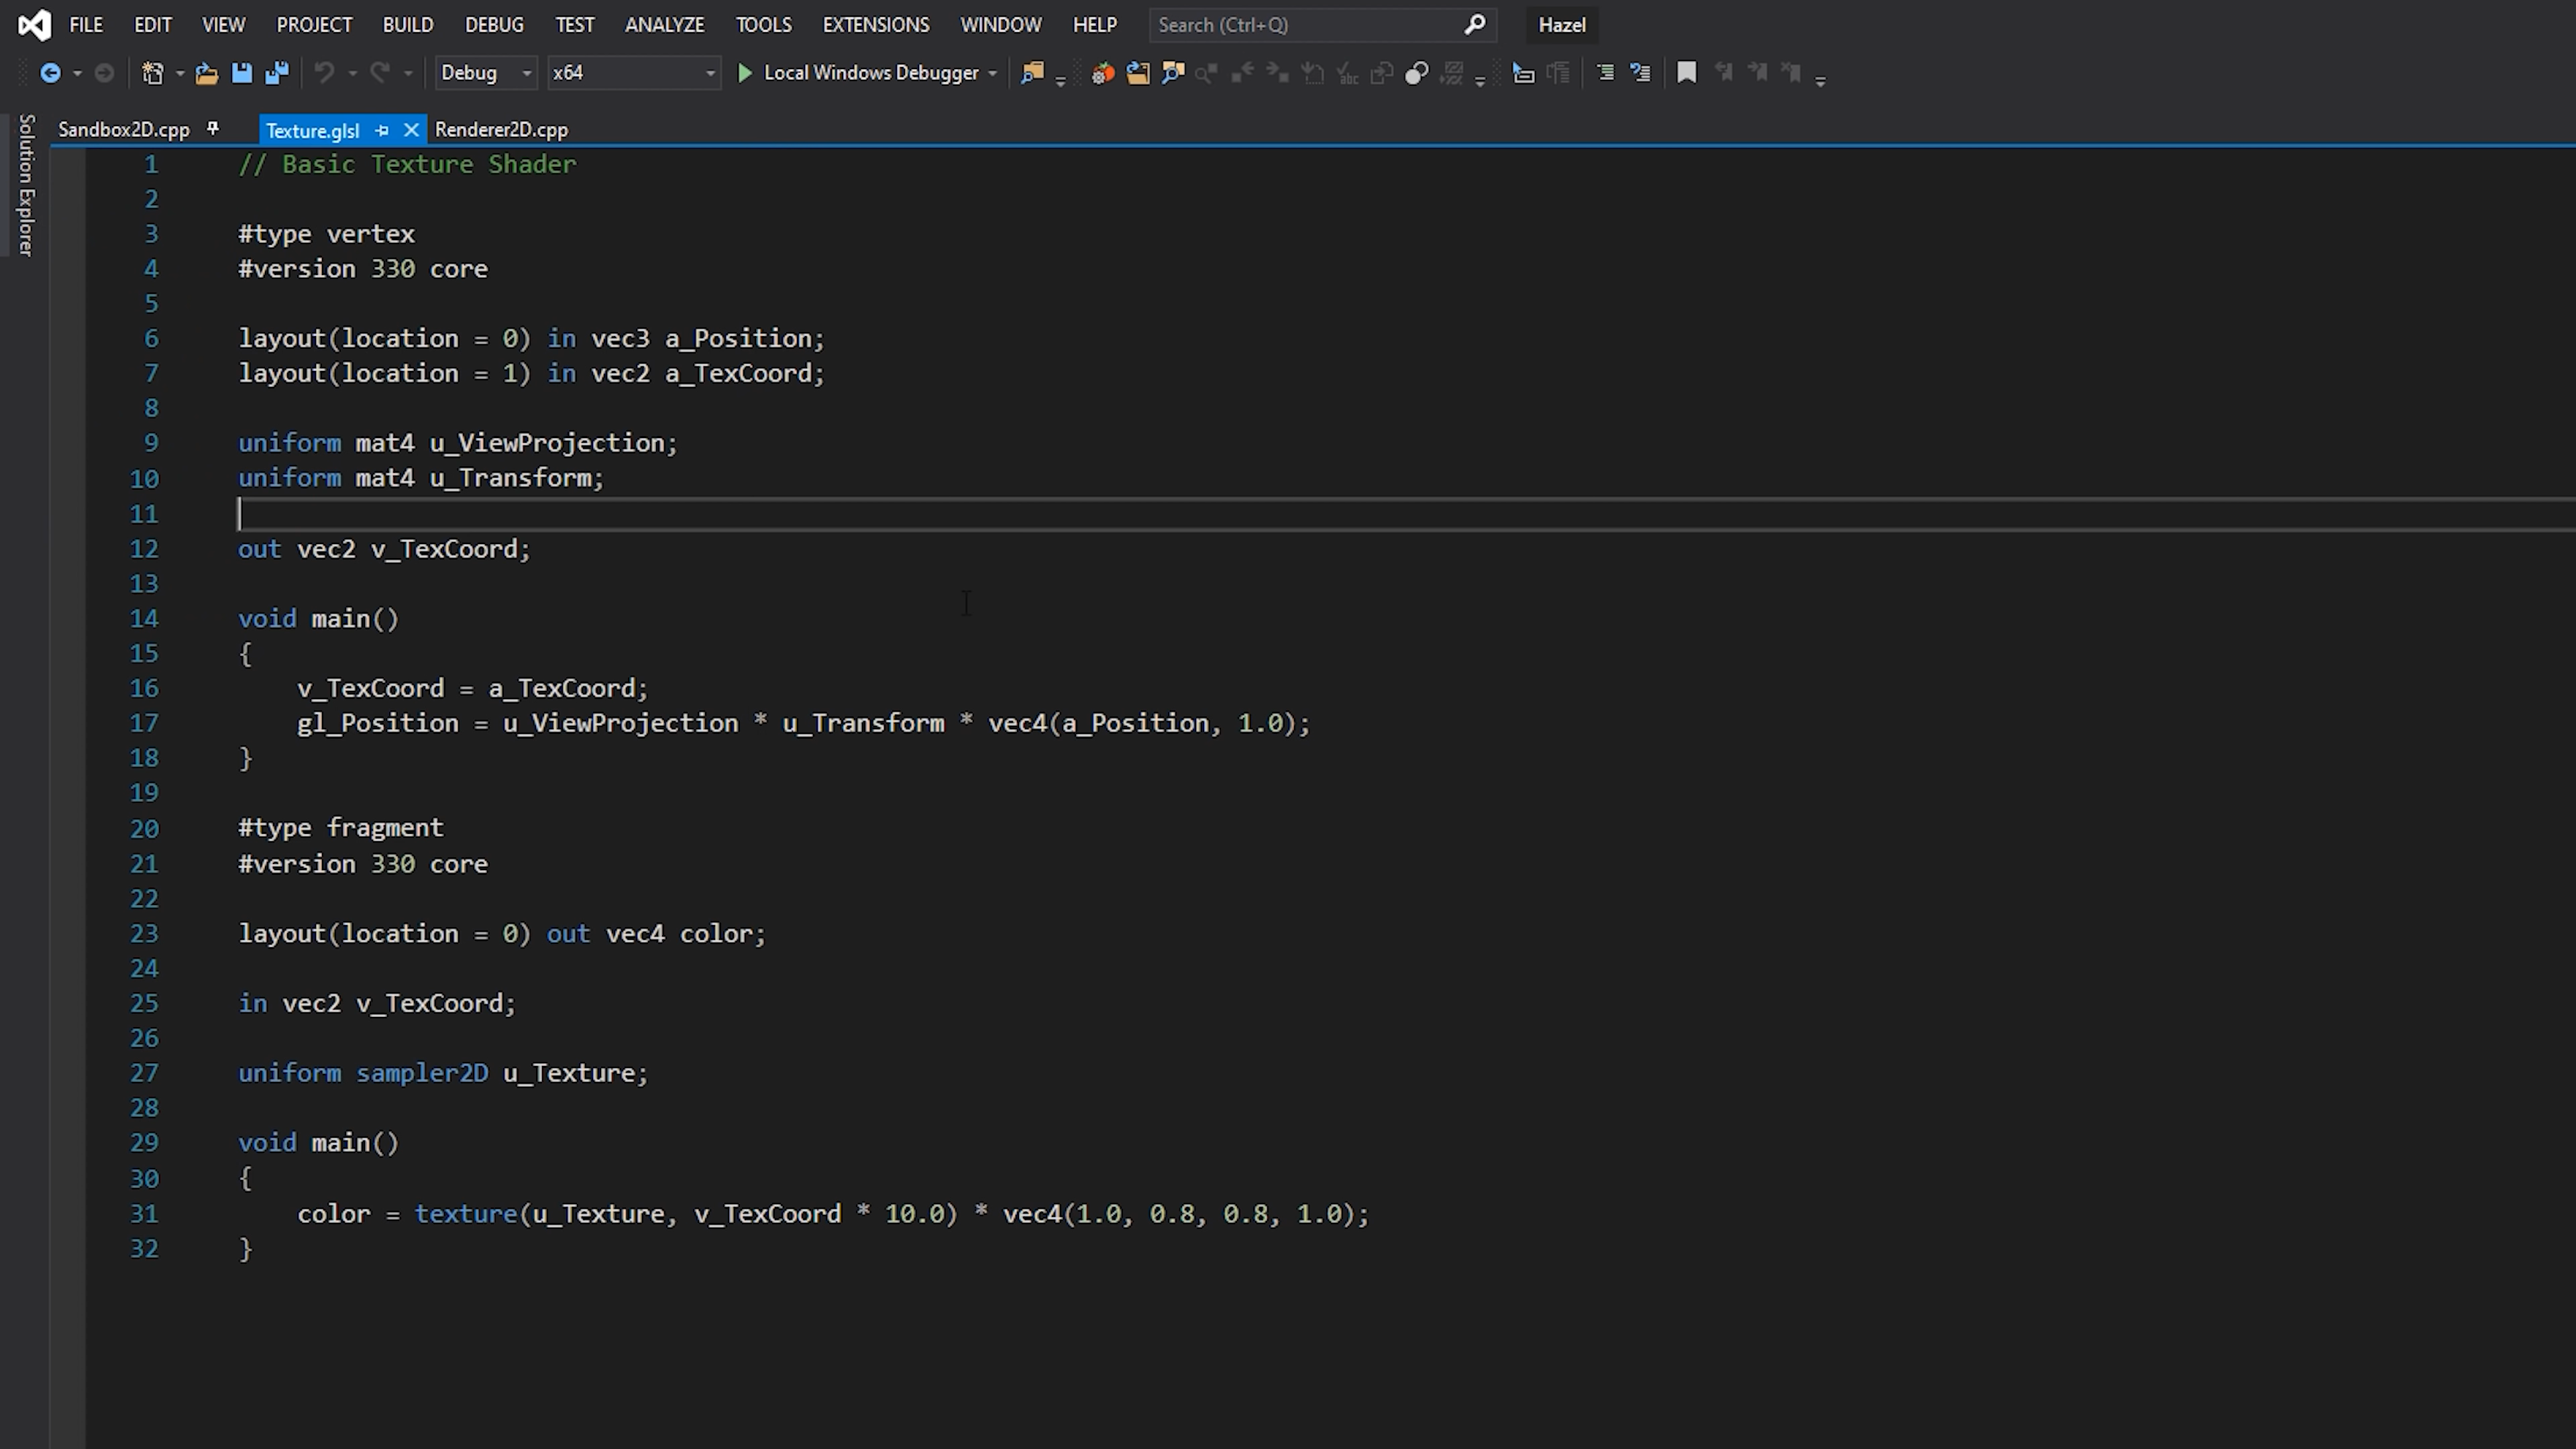 FILE EDIT VIEW PROJECT BUILD DEBUG TEST ANALYZE TOOLS EXTENSIONS WINDOW HELP Search (Ctrl+Q) Hazel
Debug x64 Local Windows Debugger
Solution Explorer
Sandbox2D.cpp Texture.glsl Renderer2D.cpp
1 // Basic Texture Shader
2
3 #type vertex
4 #version 330 core
5
6 layout(location = 0) in vec3 a_Position;
7 layout(location = 1) in vec2 a_TexCoord;
8
9 uniform mat4 u_ViewProjection;
10 uniform mat4 u_Transform;
11
12 out vec2 v_TexCoord;
13
14 void main()
15 {
16 v_TexCoord = a_TexCoord;
17 gl_Position = u_ViewProjection * u_Transform * vec4(a_Position, 1.0);
18 }
19
20 #type fragment
21 #version 330 core
22
23 layout(location = 0) out vec4 color;
24
25 in vec2 v_TexCoord;
26
27 uniform sampler2D u_Texture;
28
29 void main()
30 {
31 color = texture(u_Texture, v_TexCoord * 10.0) * vec4(1.0, 0.8, 0.8, 1.0);
32 }